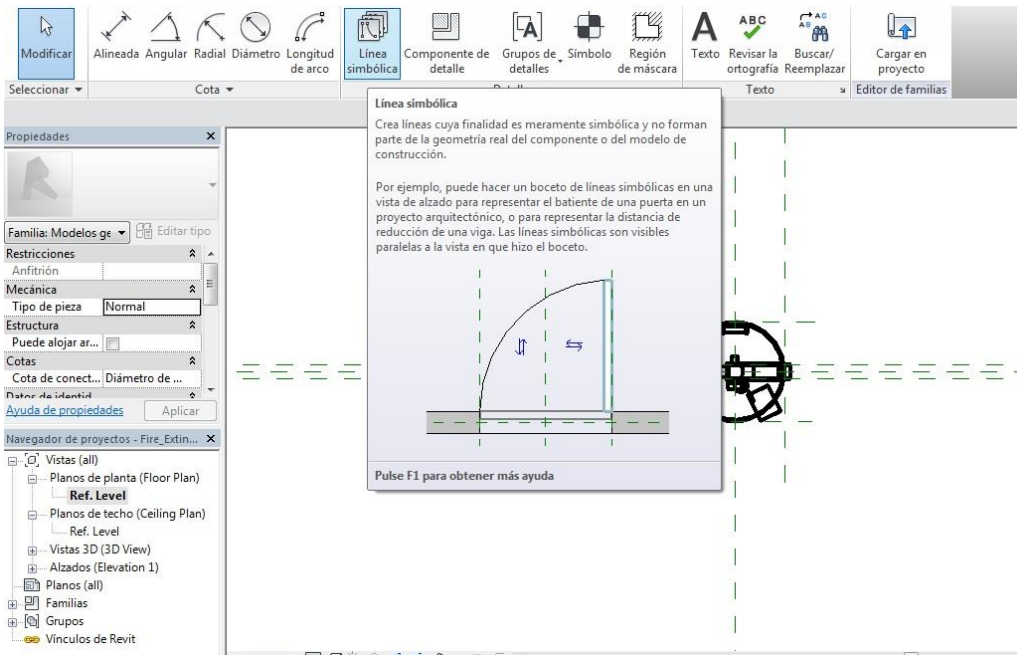 Modificar
Alineada Angular Radial Diámetro Longitud de arco
Línea simbólica
Componente de detalle
Grupos de detalles
Símbolo
Región de máscara
Texto
ABC
Revisar la ortografía
Buscar/ Reemplazar
Cargar en proyecto
Seleccionar
Cota
Texto
Editor de familias
Línea simbólica
Crea líneas cuya finalidad es meramente simbólica y no forman
parte de la geometría real del componente o del modelo de
construcción.
Por ejemplo, puede hacer un boceto de líneas simbólicas en una
vista de alzado para representar el batiente de una puerta en un
proyecto arquitectónico, o para representar la distancia de
reducción de una viga. Las líneas simbólicas son visibles
paralelas a la vista en que hizo el boceto.
Pulse F1 para obtener más ayuda
Propiedades
Familia: Modelos ge
Editar tipo
Restricciones
Anfitrión
Mecánica
Tipo de pieza Normal
Estructura
Puede alojar ar...
Cotas
Cota de conect... Diámetro de ...
Datos de identid
Ayuda de propiedades
Aplicar
Navegador de proyectos - Fire_Extin...
Vistas (all)
Planos de planta (Floor Plan)
Ref. Level
Planos de techo (Ceiling Plan)
Ref. Level
Vistas 3D (3D View)
Alzados (Elevation 1)
Planos (all)
Familias
Grupos
Vínculos de Revit